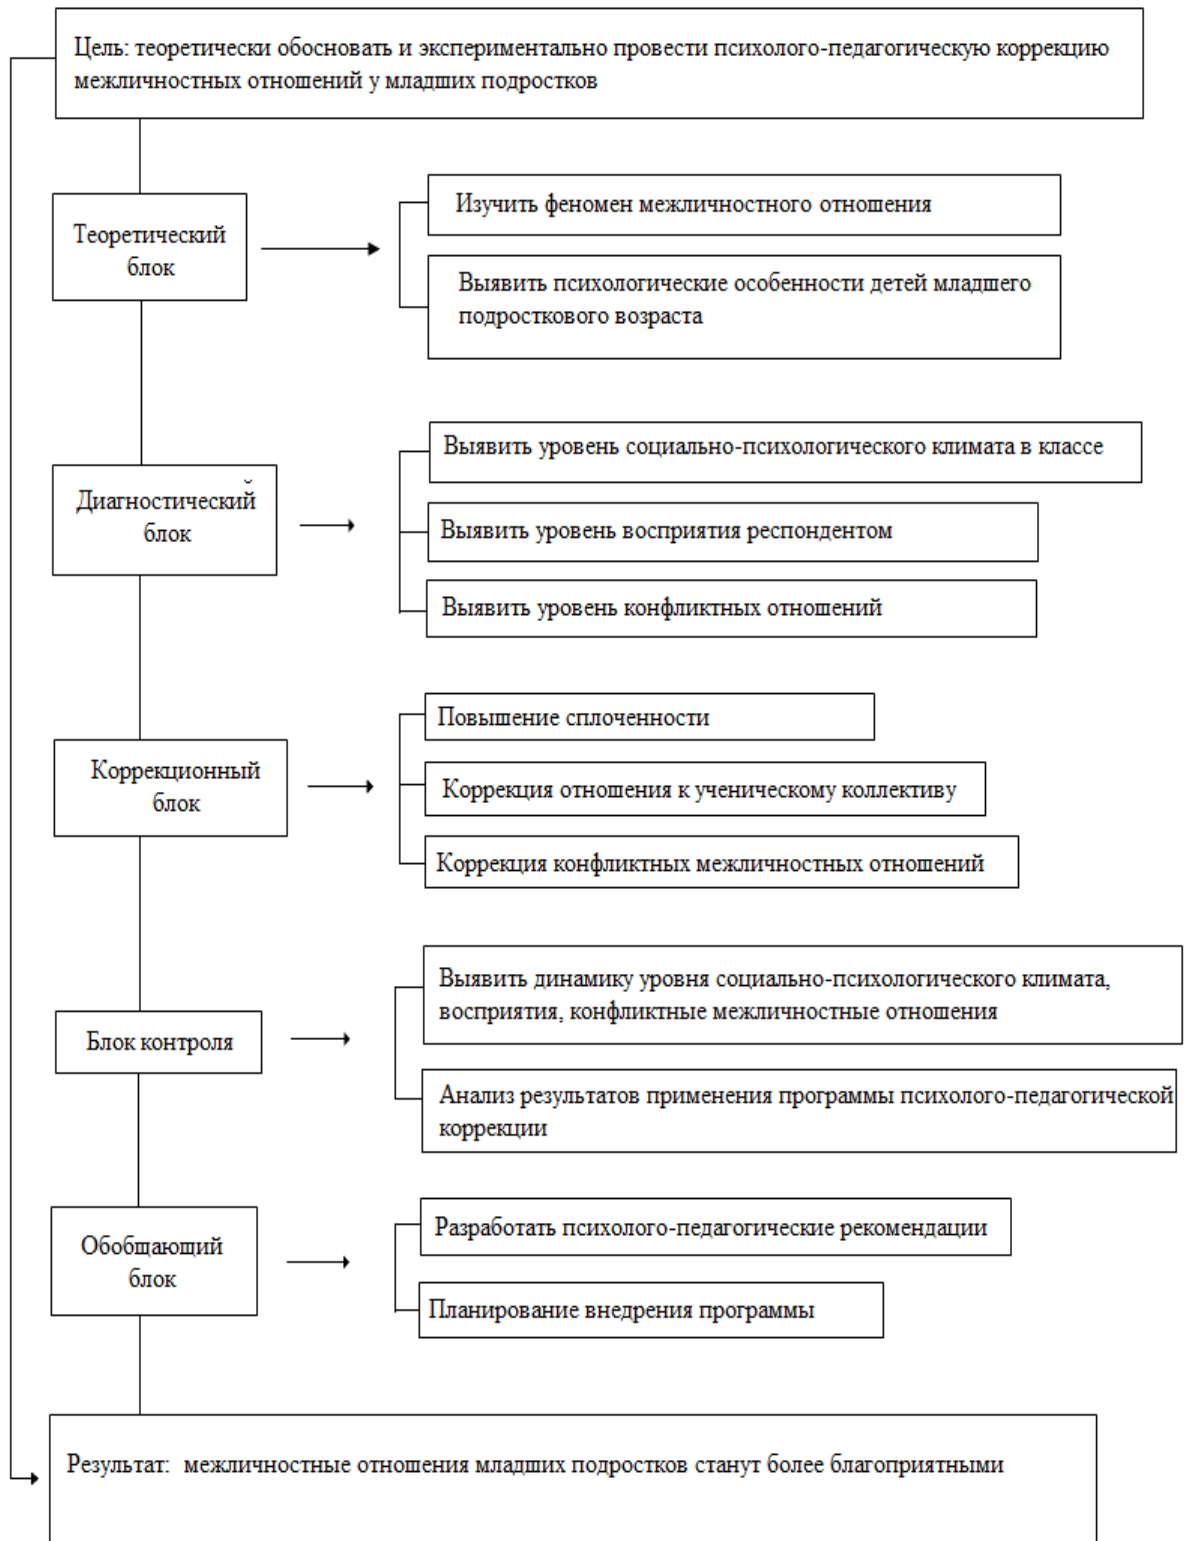 Цель: теоретически обосновать и экспериментально провести психолого-педагогическую коррекцию
межличностных отношений у младших подростков
Теоретический
блок
Изучить феномен межличностного отношения
Выявить психологические особенности детей младшего
подросткового возраста
Диагностический
блок
Выявить уровень социально-психологического климата в классе
Выявить уровень восприятия респондентом
Выявить уровень конфликтных отношений
Коррекционный
блок
Повышение сплоченности
Коррекция отношения к ученическому коллективу
Коррекция конфликтных межличностных отношений
Блок контроля
Выявить динамику уровня социально-психологического климата,
восприятия, конфликтные межличностные отношения
Анализ результатов применения программы психолого-педагогической
коррекции
Обобщающий
блок
Разработать психолого-педагогические рекомендации
Планирование внедрения программы
Результат: межличностные отношения младших подростков станут более благоприятными